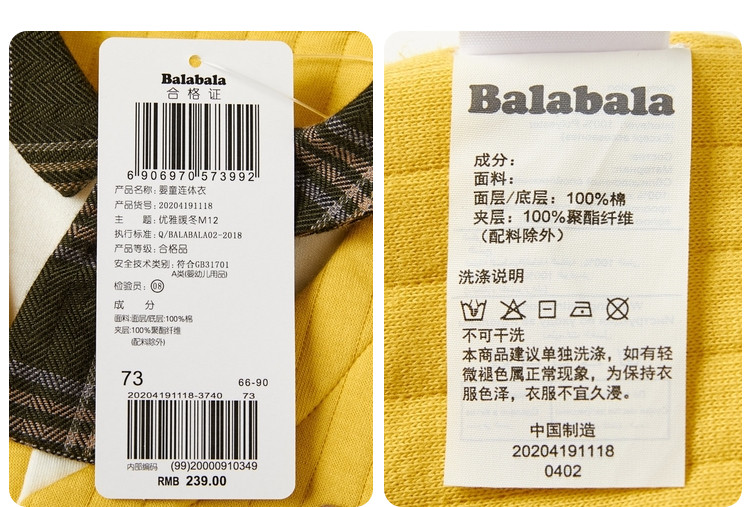 Balabala
合格证
6 906970 573992
产品名称: 婴童连体衣
产品货号: 20204191118
主 题: 优雅暖冬M12
执行标准: Q/BALABALA02-2018
产品等级: 合格品
安全技术类别: 符合GB31701
A类(婴幼儿用品)
检验员: 08
成 分
面料:面层/底层:100%棉
夹层:100%聚酯纤维
(配料除外)
73 66-90
20204191118-3740 73
内部编码 (99)20000910349
RMB 239.00
Balabala
成分:
面料:
面层/底层: 100%棉
夹层: 100%聚酯纤维
(配料除外)
洗涤说明
不可干洗
本商品建议单独洗涤，如有轻
微褪色属正常现象，为保持衣
服色泽，衣服不宜久浸。
中国制造
20204191118
0402